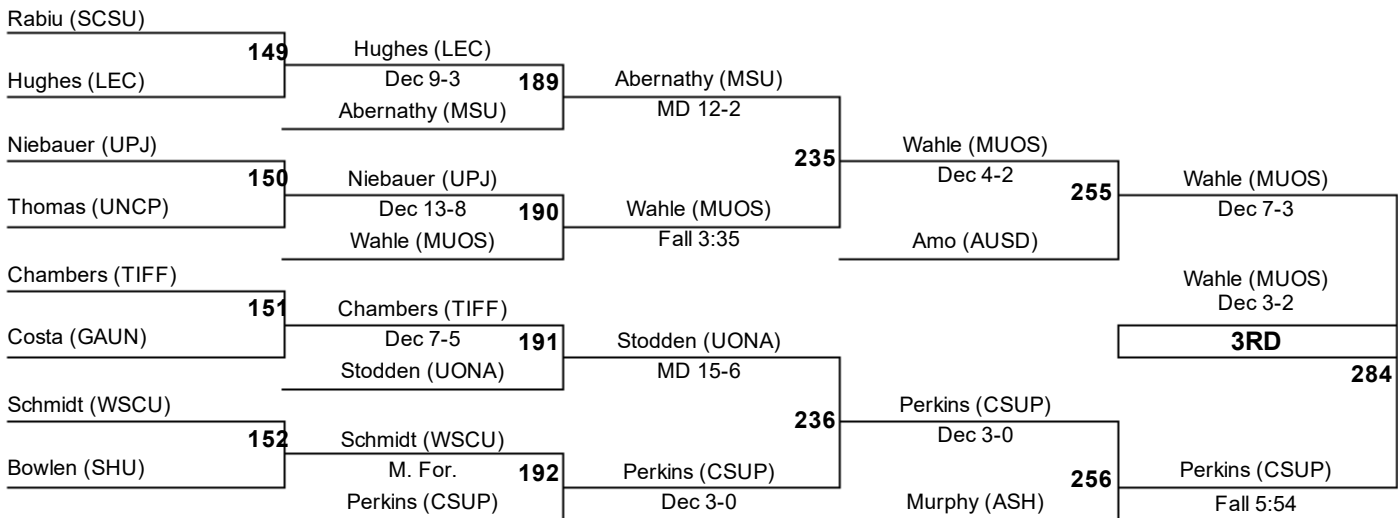 Rabiu (SCSU)
149
Hughes (LEC)
Hughes (LEC)
Dec 9-3
189
Abernathy (MSU)
Abernathy (MSU)
MD 12-2
Niebauer (UPJ)
150
Thomas (UNCP)
Niebauer (UPJ)
Dec 13-8
190
Wahle (MUOS)
Wahle (MUOS)
Fall 3:35
235
Wahle (MUOS)
Dec 4-2
255
Amo (AUSD)
Wahle (MUOS)
Dec 7-3
Chambers (TIFF)
151
Costa (GAUN)
Chambers (TIFF)
Dec 7-5
191
Stodden (UONA)
Stodden (UONA)
MD 15-6
Schmidt (WSCU)
152
Bowlen (SHU)
Schmidt (WSCU)
M. For.
192
Perkins (CSUP)
Perkins (CSUP)
Dec 3-0
236
Perkins (CSUP)
Dec 3-0
256
Murphy (ASH)
Perkins (CSUP)
Fall 5:54
Wahle (MUOS)
Dec 3-2
3RD
284